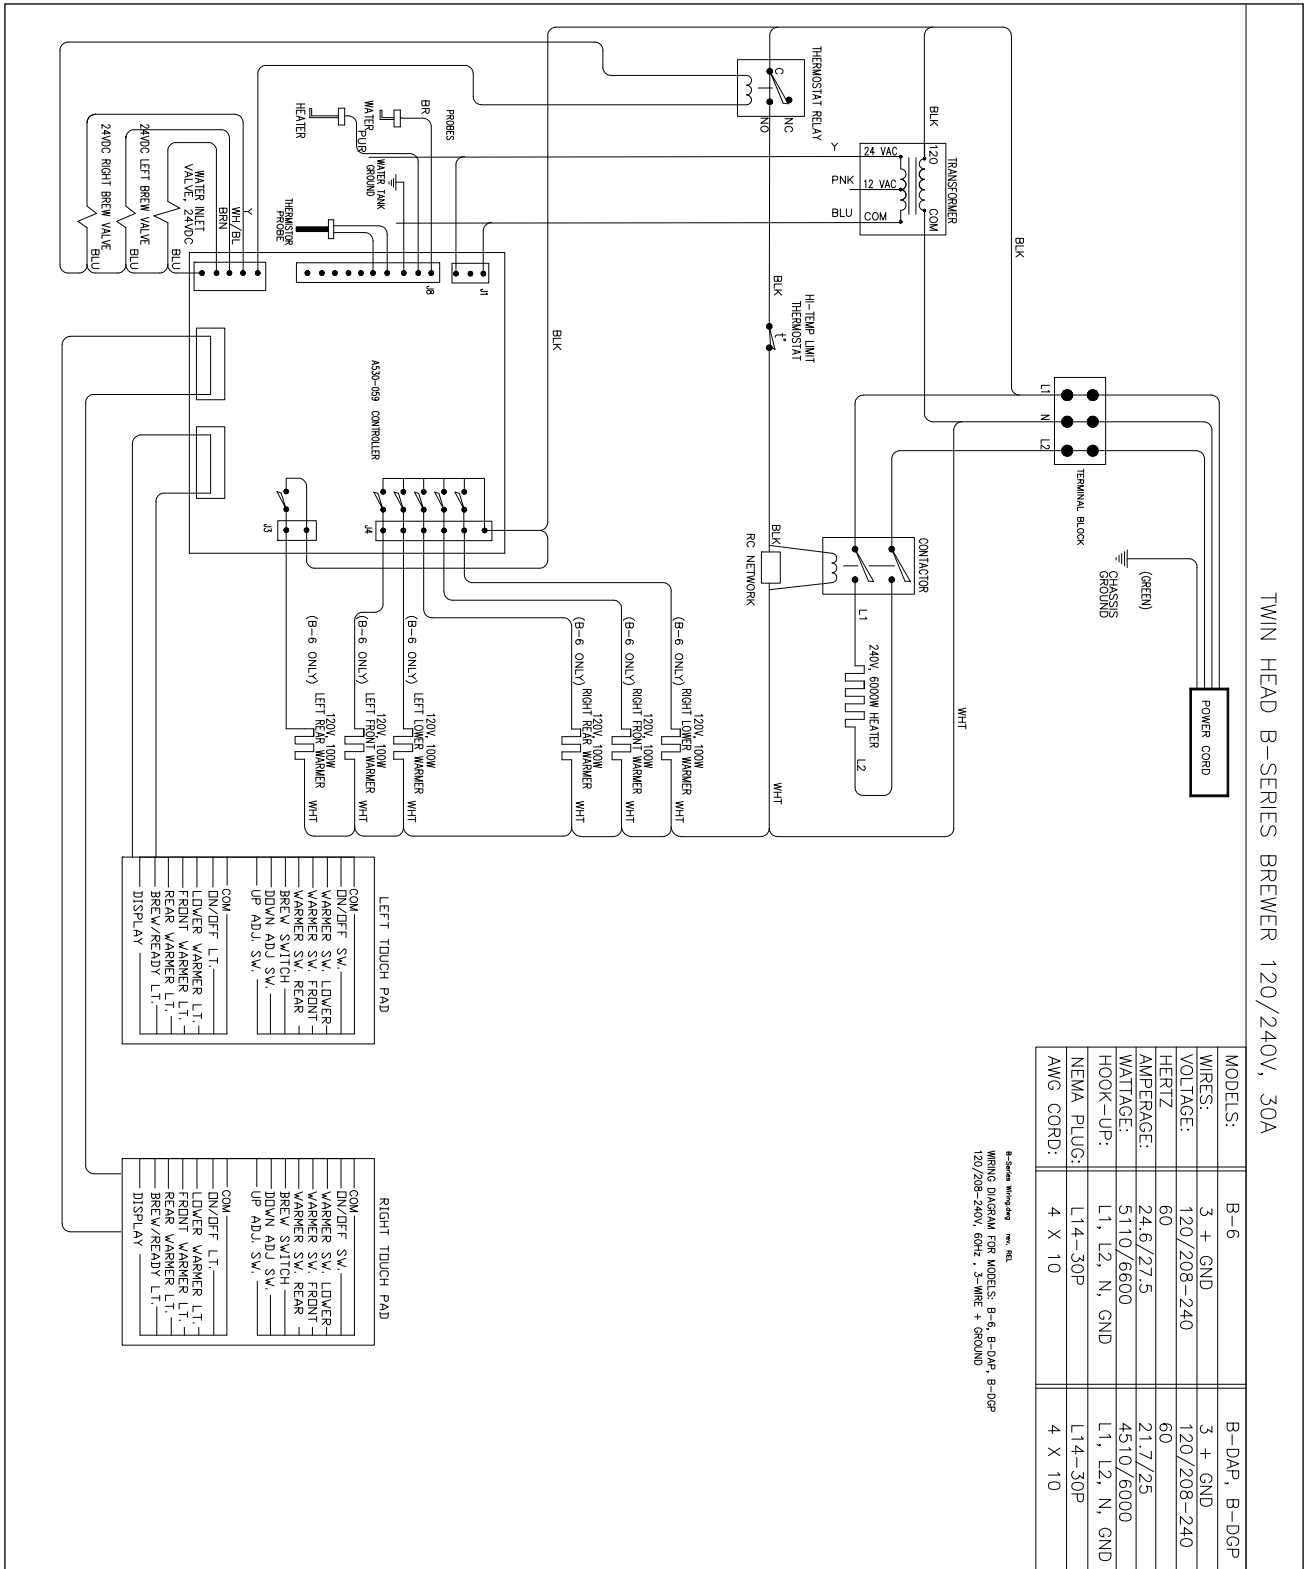 TWIN HEAD B-SERIES BREWER 120/240V, 30A
MODELS: B-6 B-DAP, B-DGP
WIRES: 3 + GND 3 + GND
VOLTAGE: 120/208-240 120/208-240
HERTZ 60 60
AMPERAGE: 24.6/27.5 21.7/25
WATTAGE: 5110/6600 4510/6000
HOOK-UP: L1, L2, N, GND L1, L2, N, GND
NEMA PLUG: L14-30P L14-30P
AWG CORD: 4 X 10 4 X 10
B-Series Wiring.dwg rev. REL
WIRING DIAGRAM FOR MODELS: B-6, B-DAP, B-DGP
120/208-240V, 60Hz , 3-WIRE + GROUND
POWER CORD
(GREEN)
CHASSIS
GROUND
TERMINAL BLOCK
L1
N
L2
BLK
WHT
TRANSFORMER
120
COM
24 VAC
12 VAC
COM
BLK
Y
PNK
BLU
CONTACTOR
L1
240V, 6000W HEATER
L2
THERMOSTAT RELAY
C
NC
NO
BLK
HI-TEMP LIMIT
THERMOSTAT
t°
BLK
RC NETWORK
WHT
BLK
PROBES
BR
WATER
PUR
HEATER
WATER TANK
GROUND
THERMISTOR
PROBE
J1
J8
A530-059 CONTROLLER
J4
J3
Y
WH/BL
BRN
WATER INLET
VALVE, 24VDC
24VDC LEFT BREW VALVE
24VDC RIGHT BREW VALVE
BLU
BLU
BLU
(B-6 ONLY)
120V, 100W
RIGHT LOWER WARMER
(B-6 ONLY)
120V, 100W
RIGHT FRONT WARMER
WHT
(B-6 ONLY)
120V, 100W
RIGHT REAR WARMER
WHT
(B-6 ONLY)
120V, 100W
LEFT LOWER WARMER
WHT
(B-6 ONLY)
120V, 100W
LEFT FRONT WARMER
WHT
(B-6 ONLY)
120V, 100W
LEFT REAR WARMER
WHT
WHT
LEFT TOUCH PAD
COM
ON/OFF SW.
WARMER SW. LOWER
WARMER SW. FRONT
WARMER SW. REAR
BREW SWITCH
DOWN ADJ SW.
UP ADJ. SW.
COM
ON/OFF LT.
LOWER WARMER LT.
FRONT WARMER LT.
REAR WARMER LT.
BREW/READY LT.
DISPLAY
RIGHT TOUCH PAD
COM
ON/OFF SW.
WARMER SW. LOWER
WARMER SW. FRONT
WARMER SW. REAR
BREW SWITCH
DOWN ADJ SW.
UP ADJ. SW.
COM
ON/OFF LT.
LOWER WARMER LT.
FRONT WARMER LT.
REAR WARMER LT.
BREW/READY LT.
DISPLAY